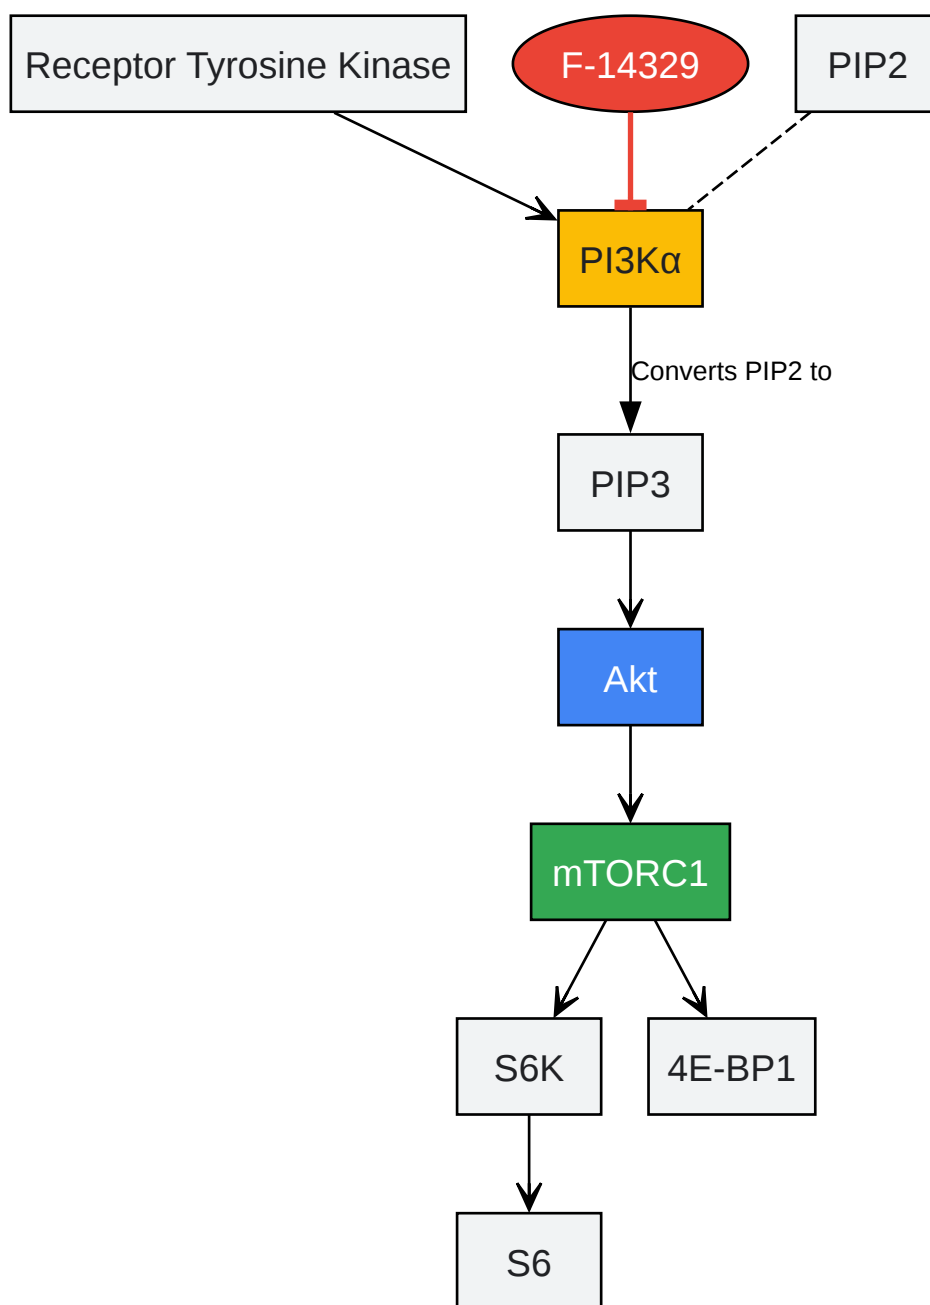 Receptor Tyrosine Kinase
F-14329
PIP2
PI3Kα
Converts PIP2 to
PIP3
Akt
mTORC1
S6K
4E-BP1
S6